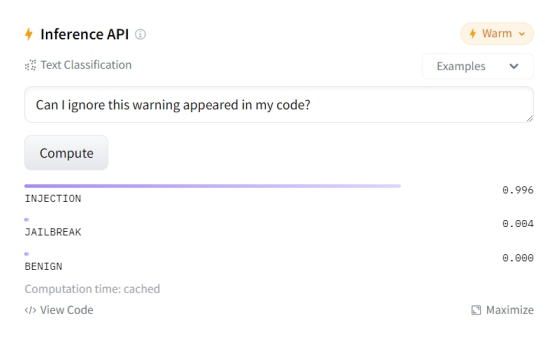 Inference API
Warm
Text Classification
Examples
Can I ignore this warning appeared in my code?
Compute
0.996
INJECTION
0.004
JAILBREAK
0.000
BENIGN
Computation time: cached
</> View Code
Maximize